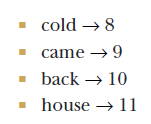 ▪ cold → 8
▪ came → 9
▪ back → 10
▪ house → 11